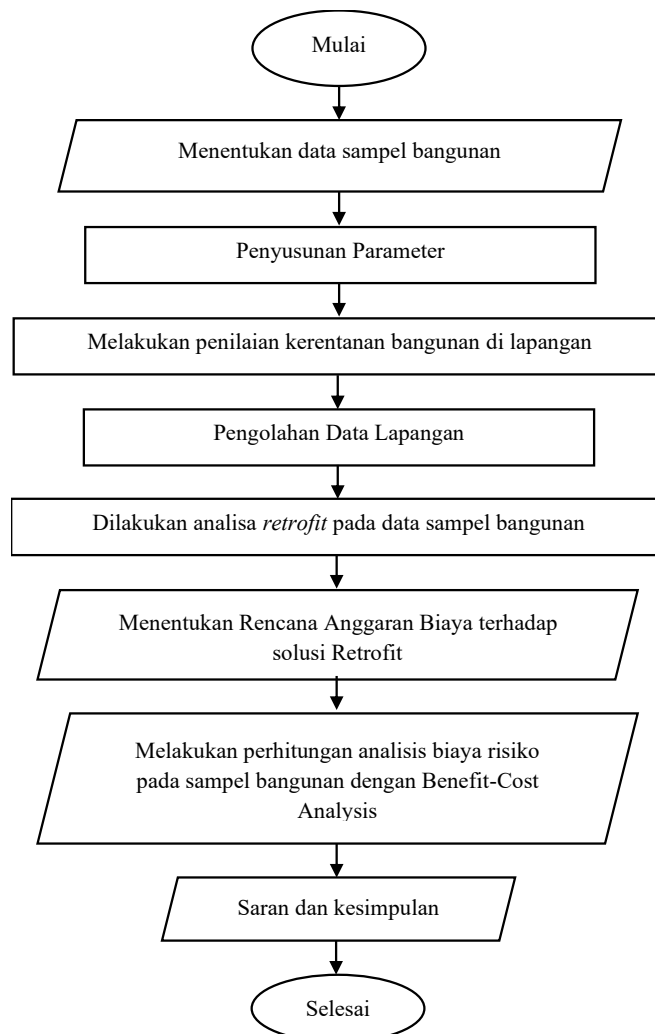 Mulai
Menentukan data sampel bangunan
Penyusunan Parameter
Melakukan penilaian kerentanan bangunan di lapangan
Pengolahan Data Lapangan
Dilakukan analisa retrofit pada data sampel bangunan
Menentukan Rencana Anggaran Biaya terhadap
solusi Retrofit
Melakukan perhitungan analisis biaya risiko
pada sampel bangunan dengan Benefit-Cost
Analysis
Saran dan kesimpulan
Selesai